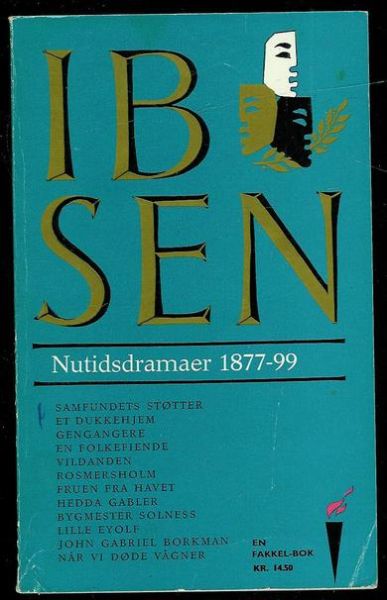 IB
SEN
Nutidsdramaer 1877-99
SAMFUNDETS STØTTER
ET DUKKEHJEM
GENGANGERE
EN FOLKEFIENDE
VILDANDEN
ROSMERSHOLM
FRUEN FRA HAVET
HEDDA GABLER
BYGMESTER SOLNESS
LILLE EYOLF
JOHN GABRIEL BORKMAN
NÅR VI DØDE VÅGNER
EN
FAKKEL-BOK
KR. 14.50